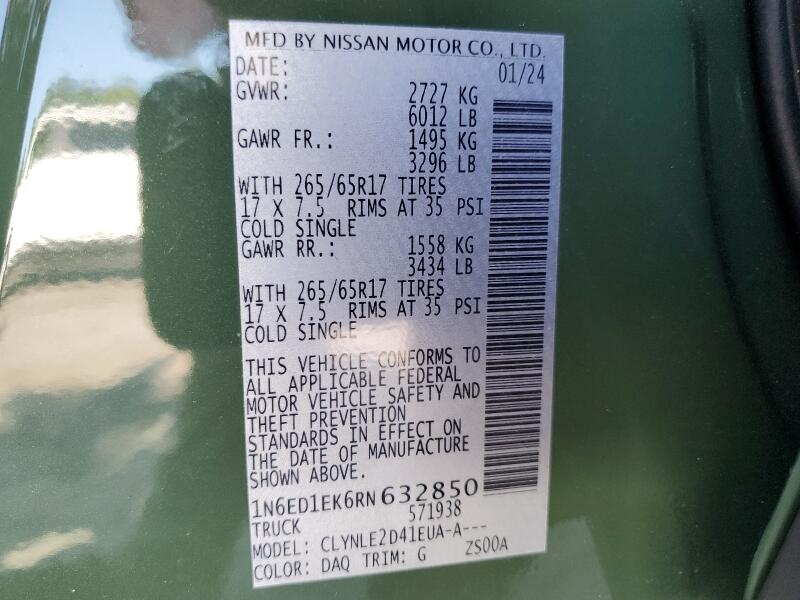 MFD BY NISSAN MOTOR CO., LTD.
DATE: 01/24
GVWR: 2727 KG
6012 LB
GAWR FR.: 1495 KG
3296 LB
WITH 265/65R17 TIRES
17 X 7.5 RIMS AT 35 PSI
COLD SINGLE
GAWR RR.: 1558 KG
3434 LB
WITH 265/65R17 TIRES
17 X 7.5 RIMS AT 35 PSI
COLD SINGLE
THIS VEHICLE CONFORMS TO
ALL APPLICABLE FEDERAL
MOTOR VEHICLE SAFETY AND
THEFT PREVENTION
STANDARDS IN EFFECT ON
THE DATE OF MANUFACTURE
SHOWN ABOVE.
1N6ED1EK6RN632850
TRUCK 571938
MODEL: CLYNLE2D41EUA-A---
COLOR: DAQ TRIM: G ZS00A